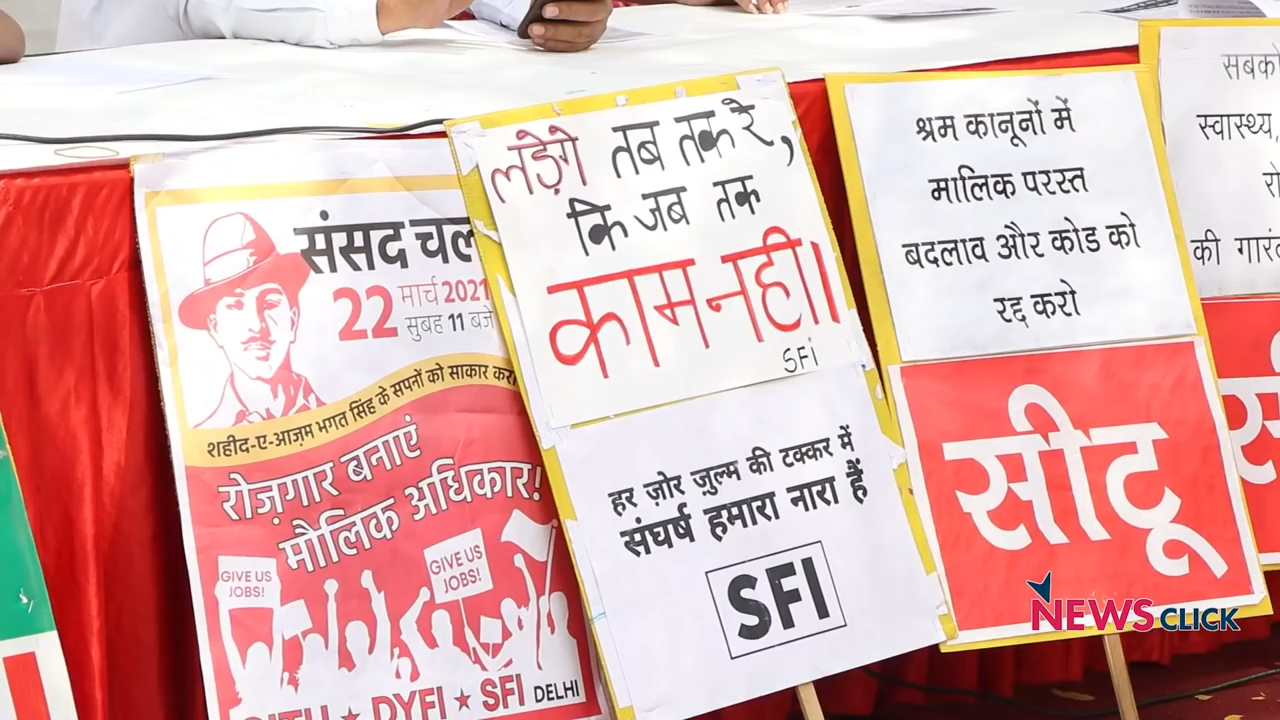 संसद चल
22 मार्च 2021
सुबह 11 बजे
शहीद-ए-आज़म भगत सिंह के सपनों को साकार कर
रोज़गार बनाएं
मौलिक अधिकार!
GIVE US
JOBS!
GIVE US
JOBS!
DYFI ★ SFI DELHI
लड़ेंगे तब तक रे,
कि जब तक
काम नही।।
SFi
हर ज़ोर ज़ुल्म की टक्कर में
संघर्ष हमारा नारा हैं
SFI
श्रम कानूनों में
मालिक परस्त
बदलाव और कोड को
रद्द करो
सीटू
सबको
स्वास्थ्य,
की गारंटी
NEWSCLICK